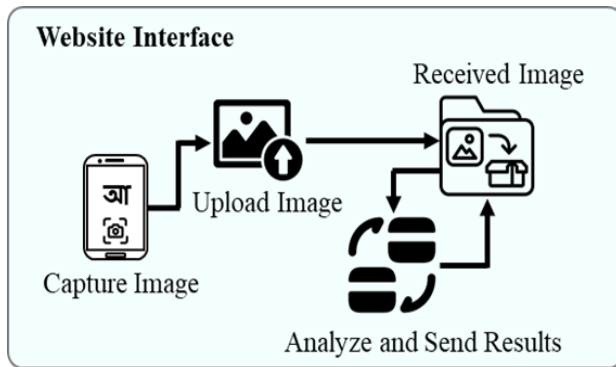 Website Interface
Received Image
Upload Image
আ
Capture Image
Analyze and Send Results